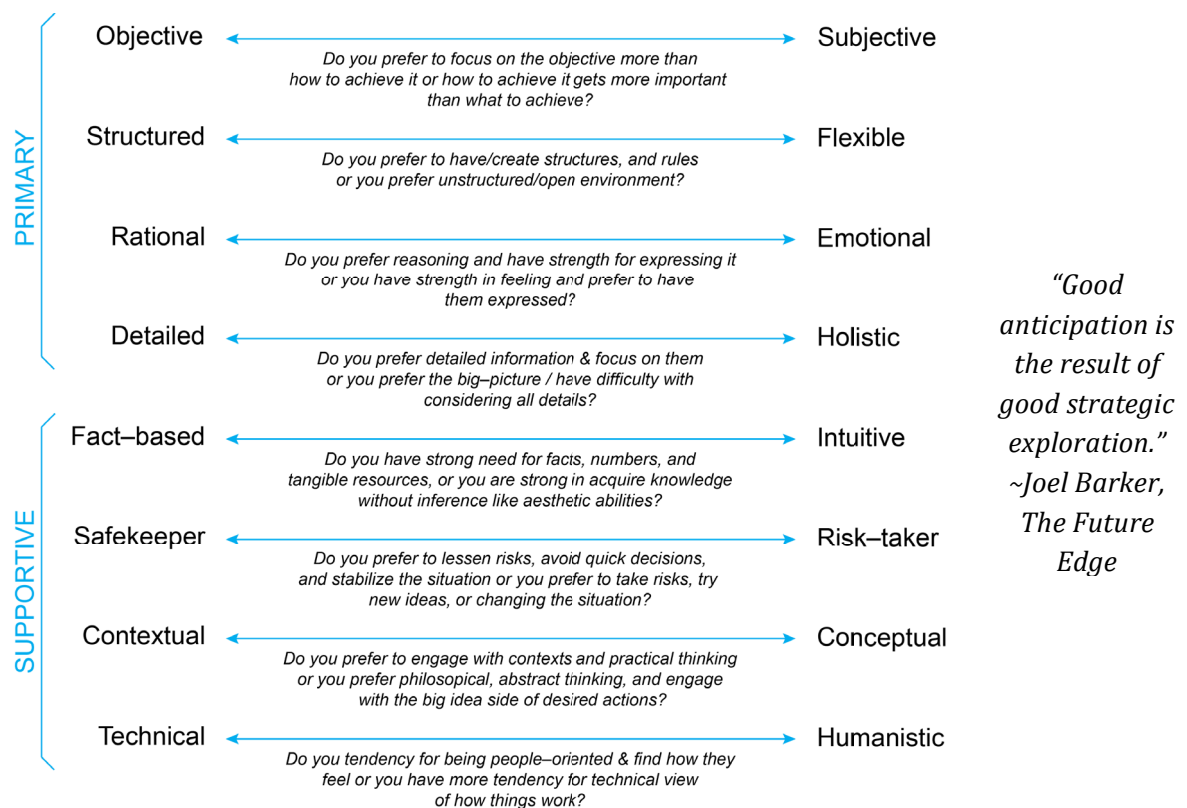 PRIMARY
Objective
Subjective
Do you prefer to focus on the objective more than
how to achieve it or how to achieve it gets more important
than what to achieve?
Structured
Flexible
Do you prefer to have/create structures, and rules
or you prefer unstructured/open environment?
Rational
Emotional
Do you prefer reasoning and have strength for expressing it
or you have strength in feeling and prefer to have
them expressed?
Detailed
Holistic
Do you prefer detailed information & focus on them
or you prefer the big–picture / have difficulty with
considering all details?
SUPPORTIVE
Fact–based
Intuitive
Do you have strong need for facts, numbers, and
tangible resources, or you are strong in acquire knowledge
without inference like aesthetic abilities?
Safekeeper
Risk–taker
Do you prefer to lessen risks, avoid quick decisions,
and stabilize the situation or you prefer to take risks, try
new ideas, or changing the situation?
Contextual
Conceptual
Do you prefer to engage with contexts and practical thinking
or you prefer philosopical, abstract thinking, and engage
with the big idea side of desired actions?
Technical
Humanistic
Do you tendency for being people–oriented & find how they
feel or you have more tendency for technical view
of how things work?
“Good
anticipation is
the result of
good strategic
exploration.”
~Joel Barker,
The Future
Edge